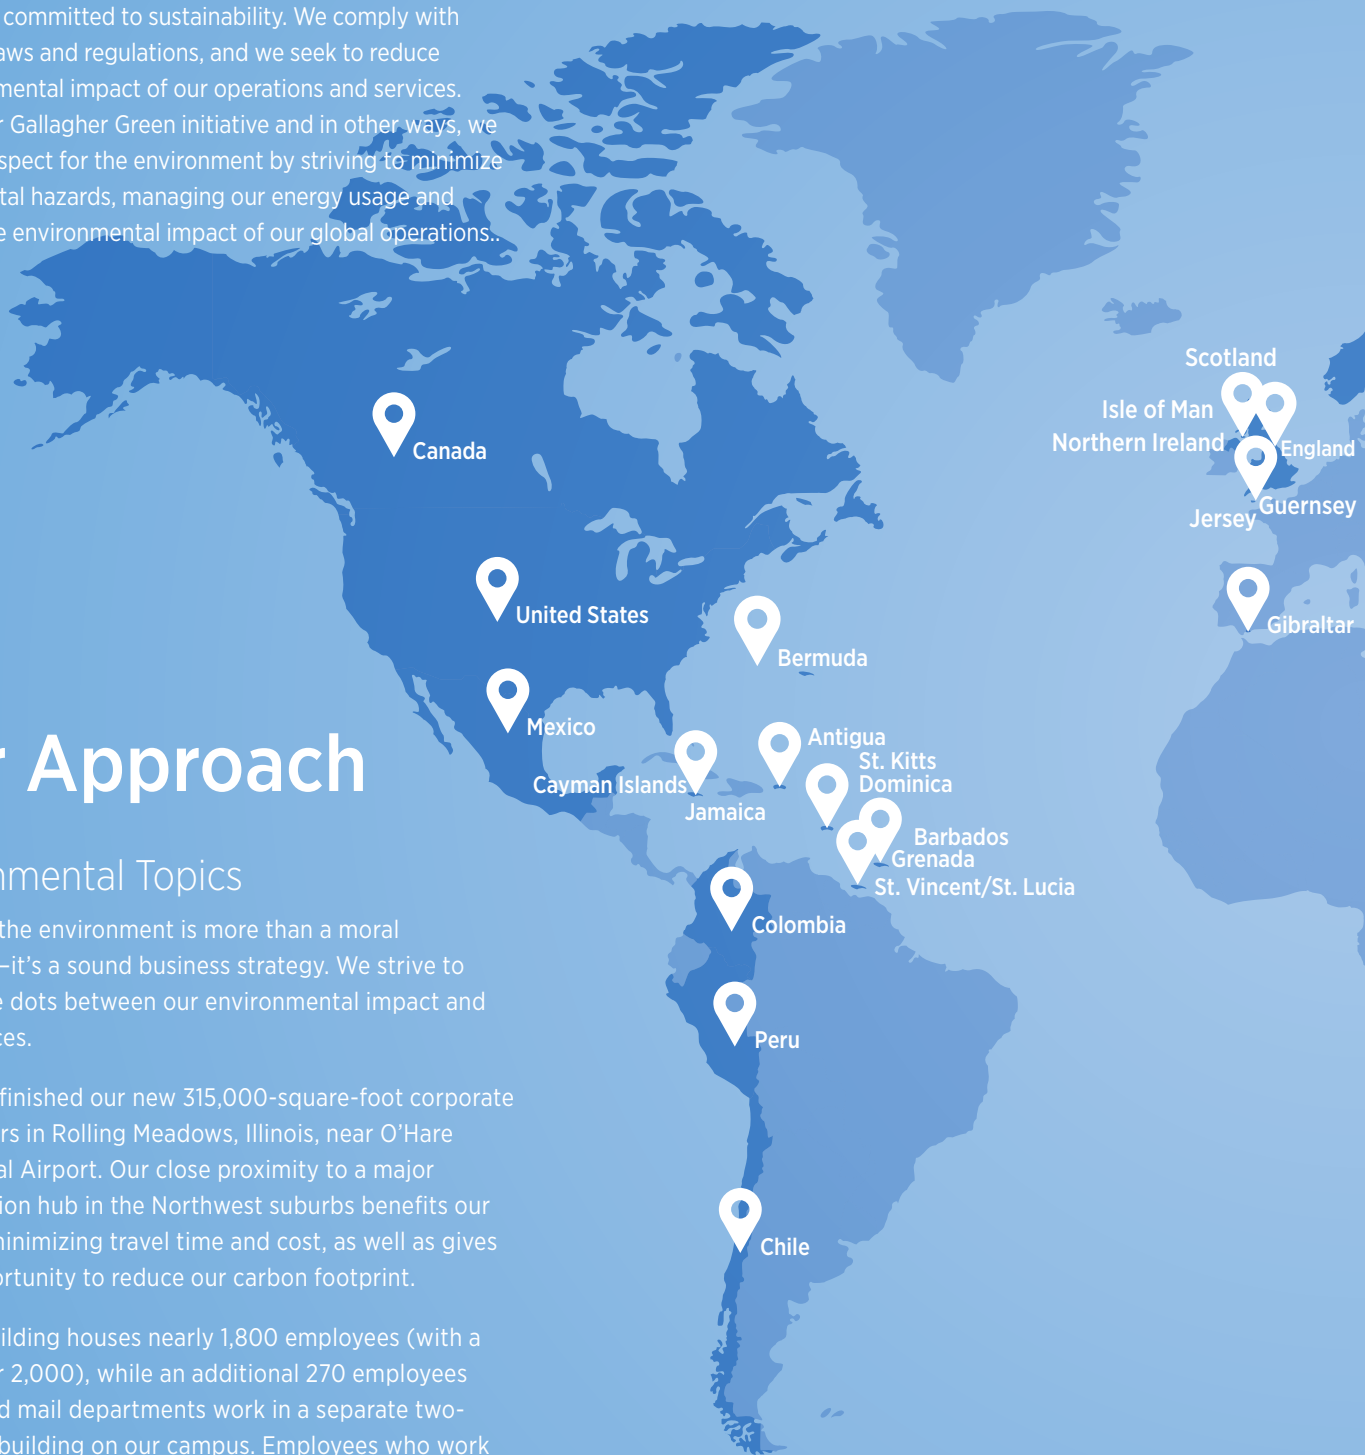 committed to sustainability. We comply with
aws and regulations, and we seek to reduce
mental impact of our operations and services.
r Gallagher Green initiative and in other ways, we
spect for the environment by striving to minimize
tal hazards, managing our energy usage and
e environmental impact of our global operations..
Scotland
Isle of Man
Northern Ireland
England
Guernsey
Jersey
Gibraltar
Canada
United States
Bermuda
Mexico
Antigua
St. Kitts
Dominica
Cayman Islands
Jamaica
Barbados
Grenada
St. Vincent/St. Lucia
Colombia
Peru
Chile
r Approach
nmental Topics
the environment is more than a moral
–it’s a sound business strategy. We strive to
e dots between our environmental impact and
ces.
finished our new 315,000-square-foot corporate
rs in Rolling Meadows, Illinois, near O’Hare
al Airport. Our close proximity to a major
ion hub in the Northwest suburbs benefits our
minimizing travel time and cost, as well as gives
ortunity to reduce our carbon footprint.
ilding houses nearly 1,800 employees (with a
r 2,000), while an additional 270 employees
d mail departments work in a separate two-
building on our campus. Employees who work